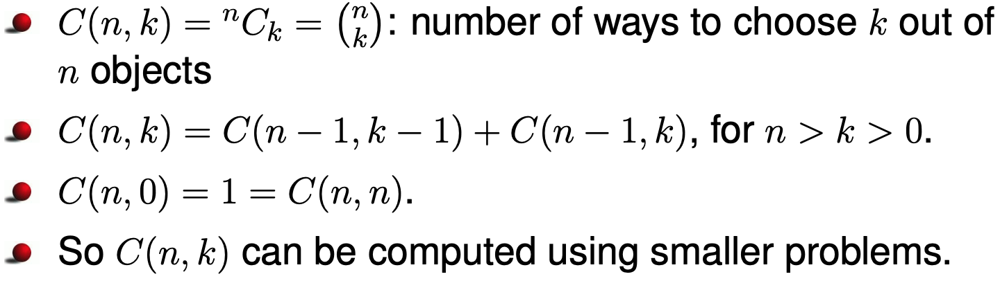 C(n, k) = ⁿCₖ = (n k): number of ways to choose k out of
n objects
C(n, k) = C(n − 1, k − 1) + C(n − 1, k), for n > k > 0.
C(n, 0) = 1 = C(n, n).
So C(n, k) can be computed using smaller problems.